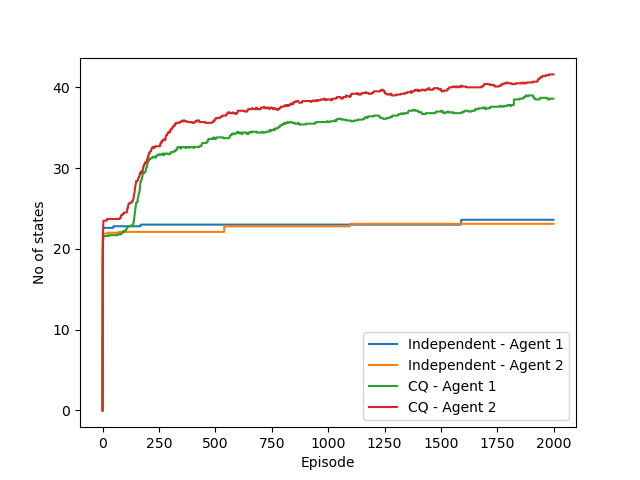 40
30
20
10
0
No of states
0 250 500 750 1000 1250 1500 1750 2000
Episode
Independent - Agent 1
Independent - Agent 2
CQ - Agent 1
CQ - Agent 2